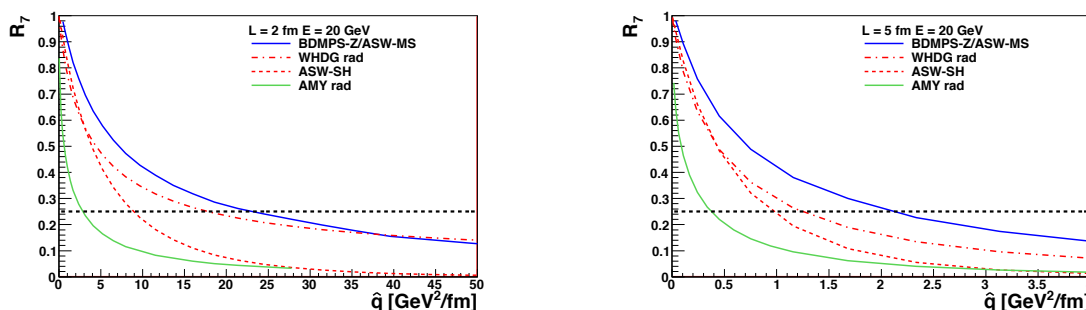 R₇
L = 2 fm E = 20 GeV
BDMPS-Z/ASW-MS
WHDG rad
ASW-SH
AMY rad
1
0.9
0.8
0.7
0.6
0.5
0.4
0.3
0.2
0.1
0
0 5 10 15 20 25 30 35 40 45 50
q̂ [GeV²/fm]
R₇
L = 5 fm E = 20 GeV
BDMPS-Z/ASW-MS
WHDG rad
ASW-SH
AMY rad
1
0.9
0.8
0.7
0.6
0.5
0.4
0.3
0.2
0.1
0
0 0.5 1 1.5 2 2.5 3 3.5
q̂ [GeV²/fm]